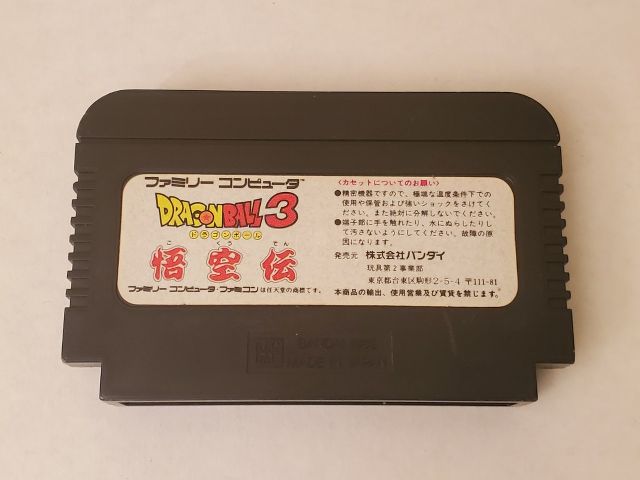 ファミリー コンピュータ™
DRAGON BALL 3
ドラゴンボール
ご くう でん
悟空伝
ファミリー コンピュータ・ファミコンは任天堂の商標です。
〈カセットについてのお願い〉
●精密機器ですので、極端な温度条件下での
使用や保管および強いショックをさけてく
ださい。また絶対に分解しないでください。
●端子部に手を触れたり、水にぬらしたりし
て汚さないようにしてください。故障の原
因になります。
発売元 株式会社バンダイ
玩具第2事業部
東京都台東区駒形2-5-4 〒111-81
本商品の輸出、使用営業及び賃貸を禁じます。
BANDAI
MADE IN JAPAN